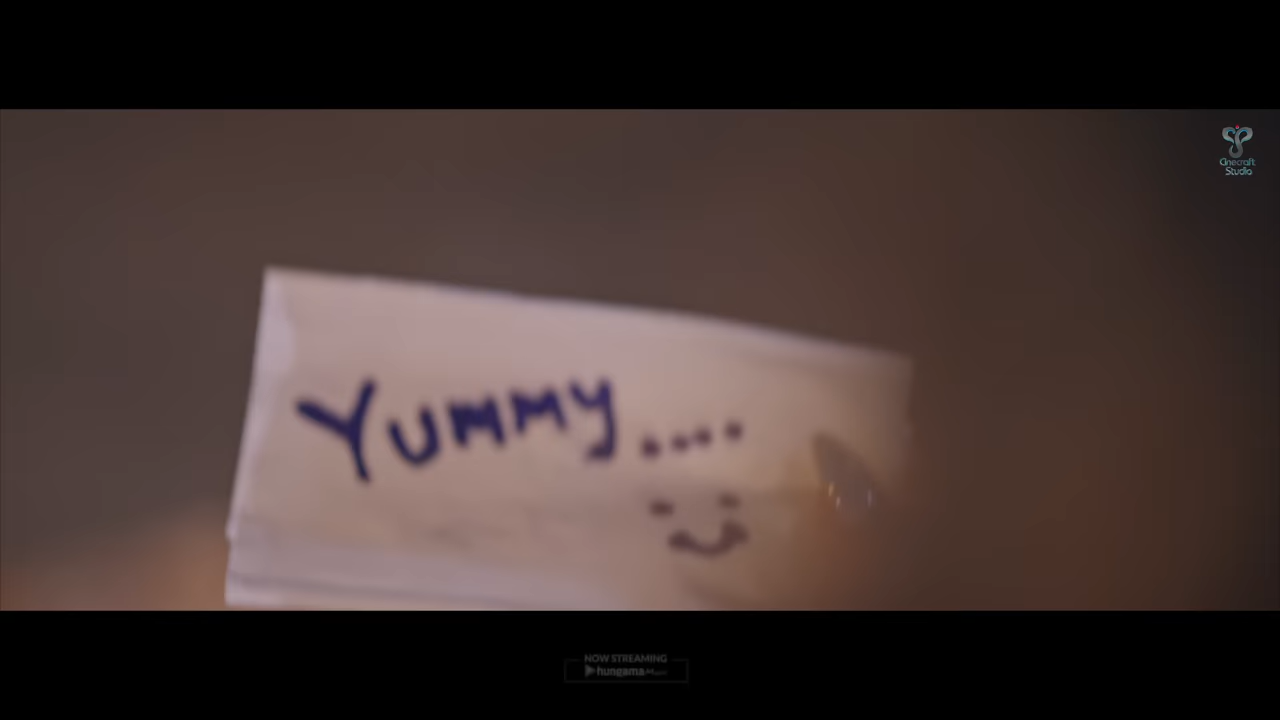 Cinecraft
Studio
Yummy....
NOW STREAMING
hungama